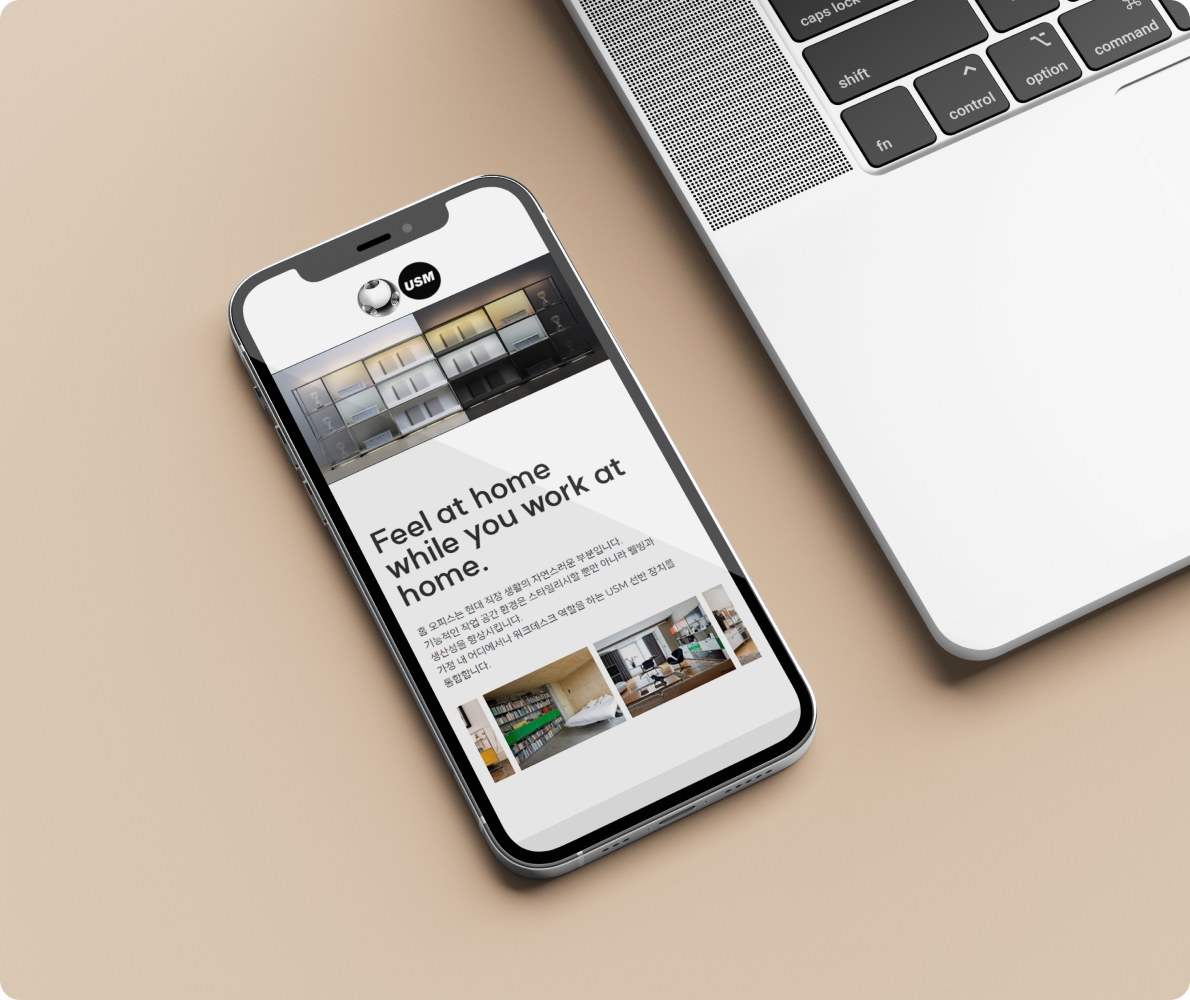 caps lock
shift
fn
control
option
command
USM
Feel at home
while you work at
home.
홈 오피스는 현대 직장 생활의 자연스러운 부분입니다.
기능적인 작업 공간 환경은 스타일리시할 뿐만 아니라 웰빙과
생산성을 향상시킵니다.
가정 내 어디에서나 워크데스크 역할을 하는 USM 선반 장치를
통합합니다.